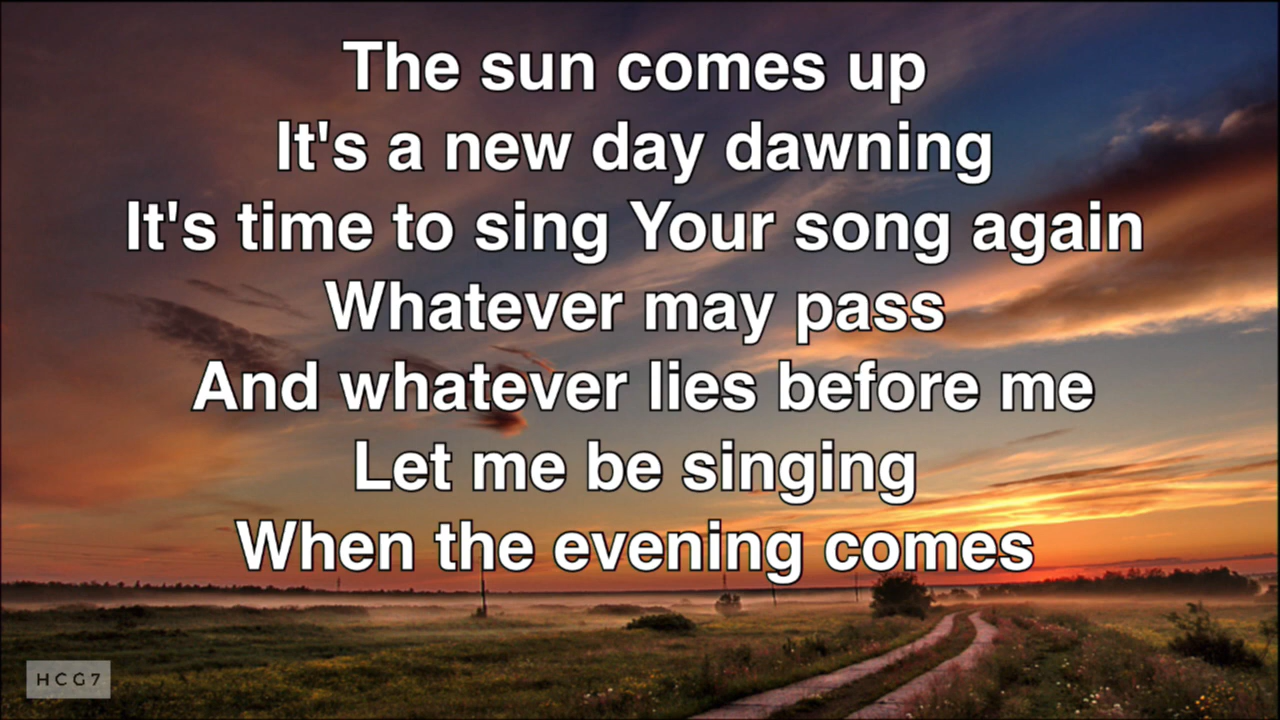 The sun comes up
It's a new day dawning
It's time to sing Your song again
Whatever may pass
And whatever lies before me
Let me be singing
When the evening comes
HCG7